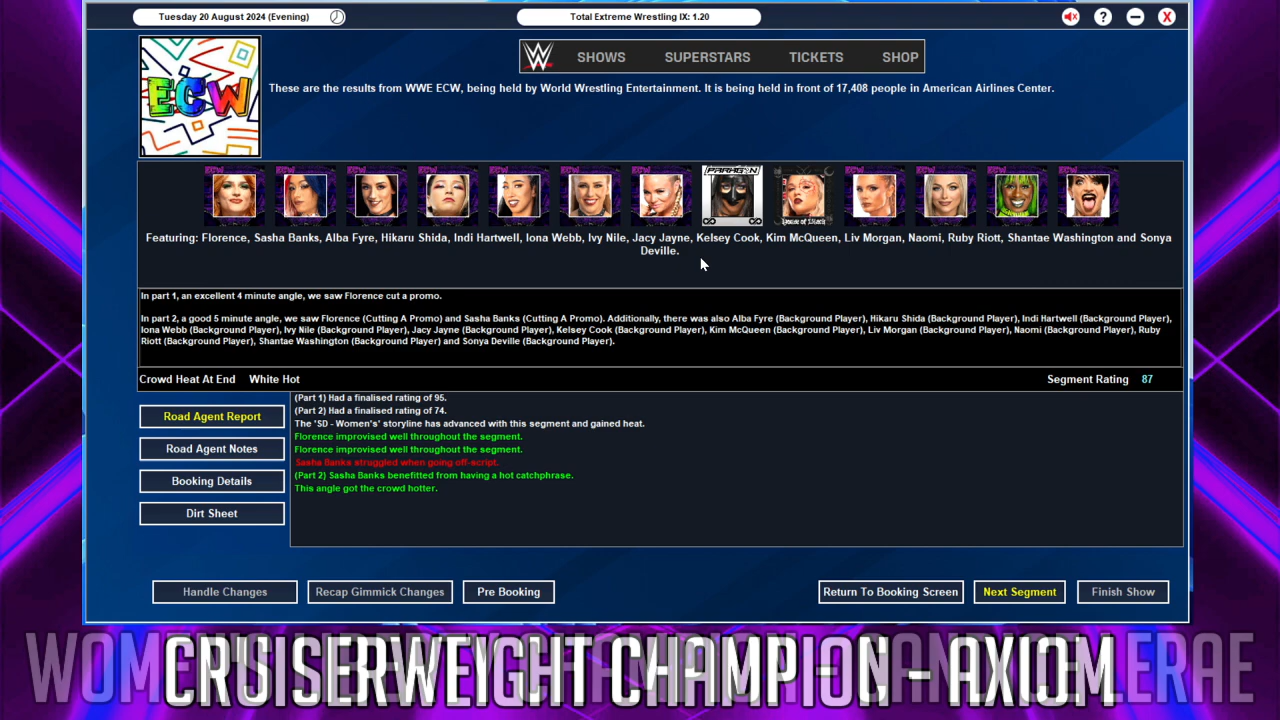 Tuesday 20 August 2024 (Evening)
Total Extreme Wrestling IX: 1.20
?
X
ECW
SHOWS
SUPERSTARS
TICKETS
SHOP
These are the results from WWE ECW, being held by World Wrestling Entertainment. It is being held in front of 17,408 people in American Airlines Center.
Featuring: Florence, Sasha Banks, Alba Fyre, Hikaru Shida, Indi Hartwell, Iona Webb, Ivy Nile, Jacy Jayne, Kelsey Cook, Kim McQueen, Liv Morgan, Naomi, Ruby Riott, Shantae Washington and Sonya
Deville.
In part 1, an excellent 4 minute angle, we saw Florence cut a promo.
In part 2, a good 5 minute angle, we saw Florence (Cutting A Promo) and Sasha Banks (Cutting A Promo). Additionally, there was also Alba Fyre (Background Player), Hikaru Shida (Background Player), Indi Hartwell (Background Player),
Iona Webb (Background Player), Ivy Nile (Background Player), Jacy Jayne (Background Player), Kelsey Cook (Background Player), Kim McQueen (Background Player), Liv Morgan (Background Player), Naomi (Background Player), Ruby
Riott (Background Player), Shantae Washington (Background Player) and Sonya Deville (Background Player).
Crowd Heat At End White Hot
Segment Rating 87
Road Agent Report
Road Agent Notes
Booking Details
Dirt Sheet
(Part 1) Had a finalised rating of 95.
(Part 2) Had a finalised rating of 74.
The 'SD - Women's' storyline has advanced with this segment and gained heat.
Florence improvised well throughout the segment.
Florence improvised well throughout the segment.
Sasha Banks struggled when going off-script.
(Part 2) Sasha Banks benefitted from having a hot catchphrase.
This angle got the crowd hotter.
Handle Changes
Recap Gimmick Changes
Pre Booking
Return To Booking Screen
Next Segment
Finish Show
CRUISERWEIGHT CHAMPION - AXIOM